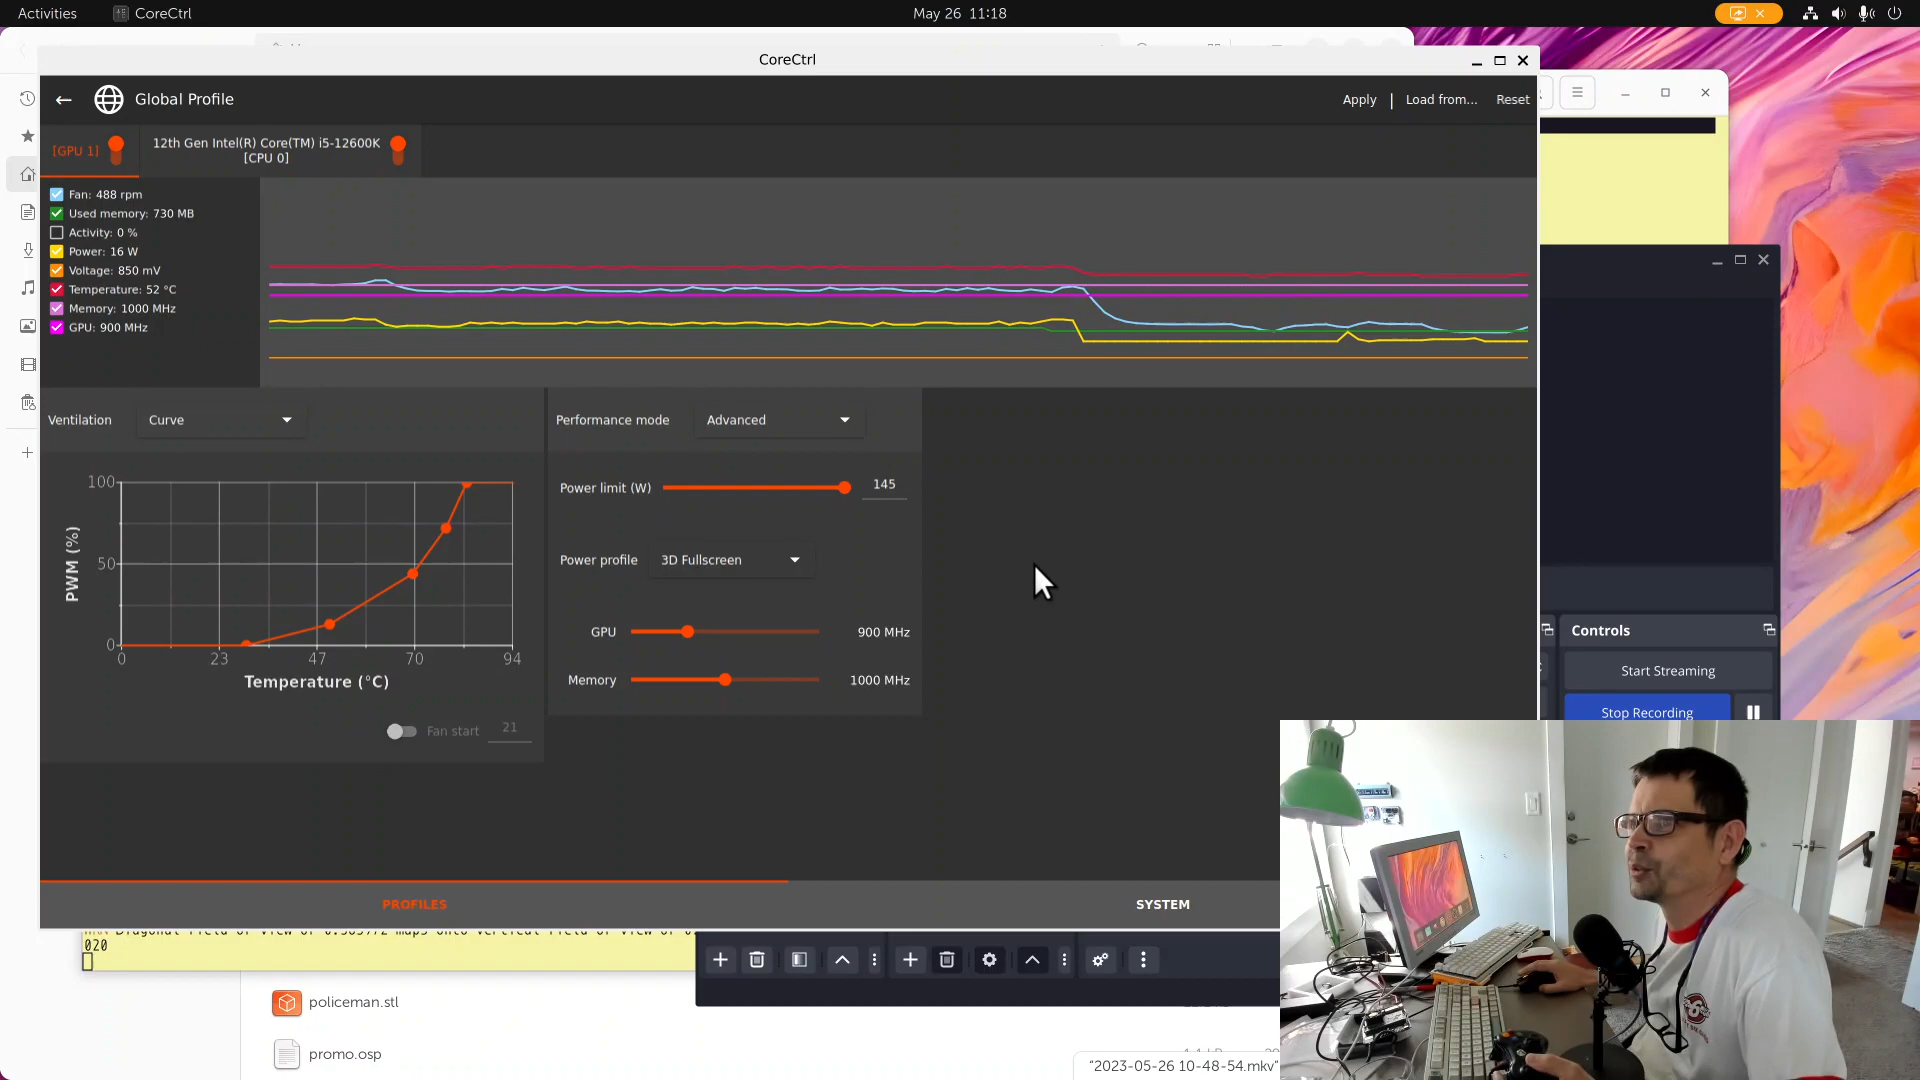 Activities
CoreCtrl
May 26 11:18
CoreCtrl
Global Profile
Apply | Load from... Reset
[GPU 1]
12th Gen Intel(R) Core(TM) i5-12600K
[CPU 0]
Fan: 488 rpm
Used memory: 730 MB
Activity: 0 %
Power: 16 W
Voltage: 850 mV
Temperature: 52 °C
Memory: 1000 MHz
GPU: 900 MHz
Ventilation
Curve
Performance mode
Advanced
100
50
0
PWM (%)
0 23 47 70 94
Temperature (°C)
Fan start 21
Power limit (W) 145
Power profile 3D Fullscreen
GPU 900 MHz
Memory 1000 MHz
PROFILES
SYSTEM
Controls
Start Streaming
Stop Recording
020
policeman.stl
promo.osp
"2023-05-26 10-48-54.mkv"